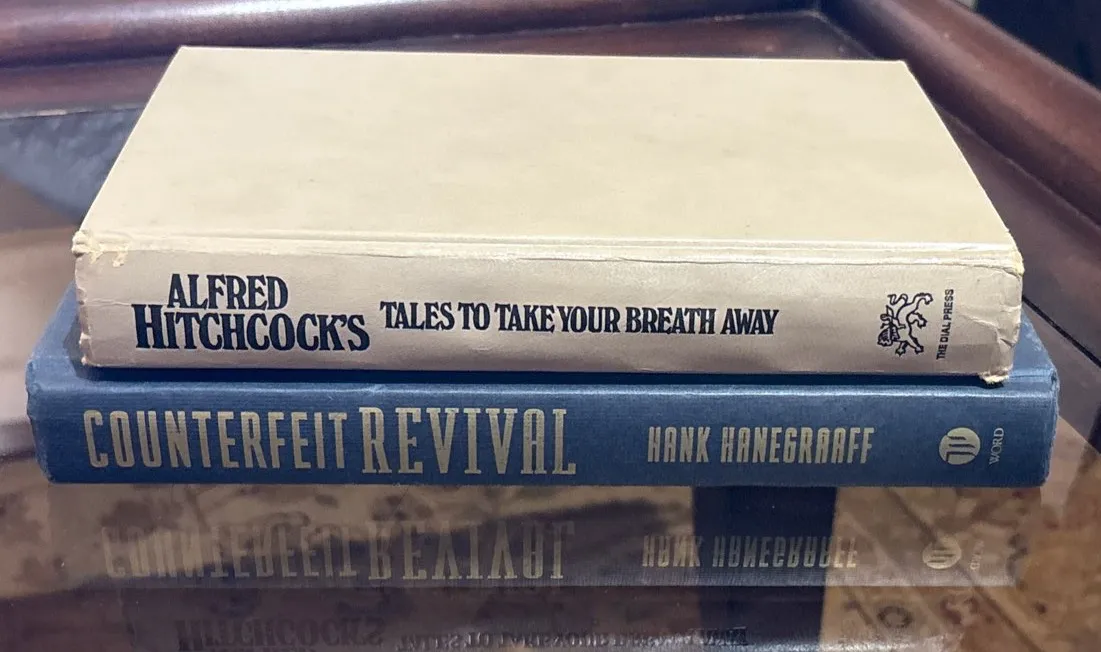 ALFRED
HITCHCOCK'S
TALES TO TAKE YOUR BREATH AWAY
THE DIAL PRESS
COUNTERFEIT REVIVAL
HANK HANEGRAAFF
WORD